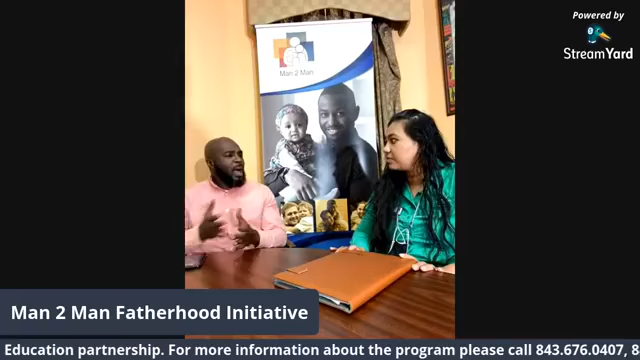 Powered by
StreamYard
Man 2 Man
Man 2 Man Fatherhood Initiative
Education partnership. For more information about the program please call 843.676.0407, 8